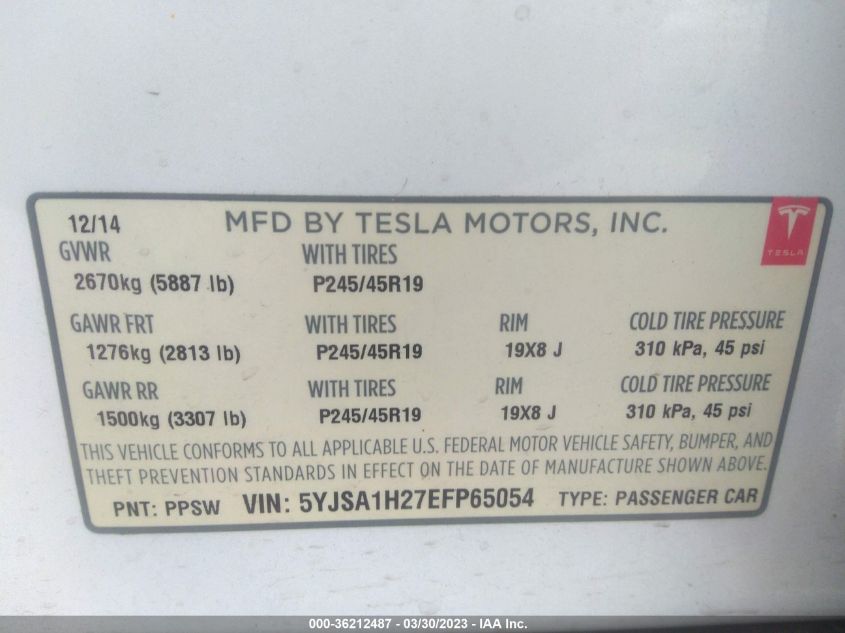 12/14 MFD BY TESLA MOTORS, INC.
TESLA
GVWR WITH TIRES
2670kg (5887 lb) P245/45R19
GAWR FRT WITH TIRES RIM COLD TIRE PRESSURE
1276kg (2813 lb) P245/45R19 19X8 J 310 kPa, 45 psi
GAWR RR WITH TIRES RIM COLD TIRE PRESSURE
1500kg (3307 lb) P245/45R19 19X8 J 310 kPa, 45 psi
THIS VEHICLE CONFORMS TO ALL APPLICABLE U.S. FEDERAL MOTOR VEHICLE SAFETY, BUMPER, AND
THEFT PREVENTION STANDARDS IN EFFECT ON THE DATE OF MANUFACTURE SHOWN ABOVE.
PNT: PPSW VIN: 5YJSA1H27EFP65054 TYPE: PASSENGER CAR
000-36212487 - 03/30/2023 - IAA Inc.